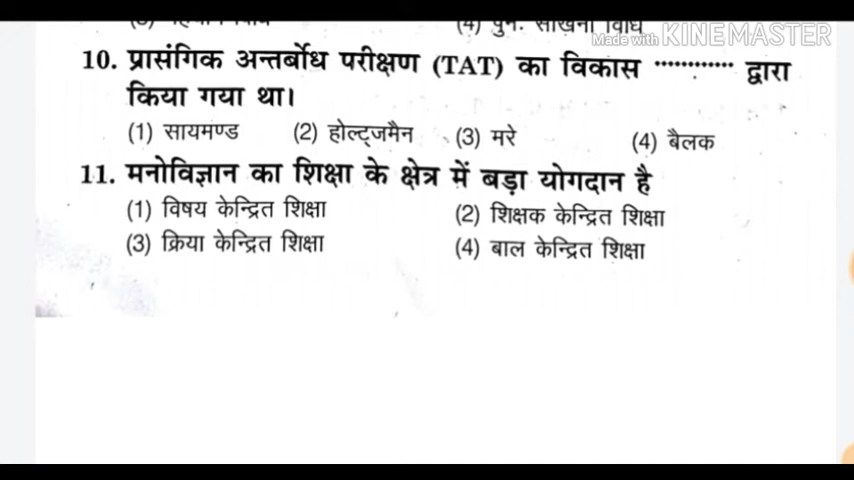 (4) पुन: सीखना विधि
Made with KINEMASTER
10. प्रासंगिक अन्तर्बोध परीक्षण (TAT) का विकास ............ द्वारा
किया गया था।
(1) सायमण्ड (2) होल्ट्जमैन (3) मरे (4) बैलक
11. मनोविज्ञान का शिक्षा के क्षेत्र में बड़ा योगदान है
(1) विषय केन्द्रित शिक्षा (2) शिक्षक केन्द्रित शिक्षा
(3) क्रिया केन्द्रित शिक्षा (4) बाल केन्द्रित शिक्षा